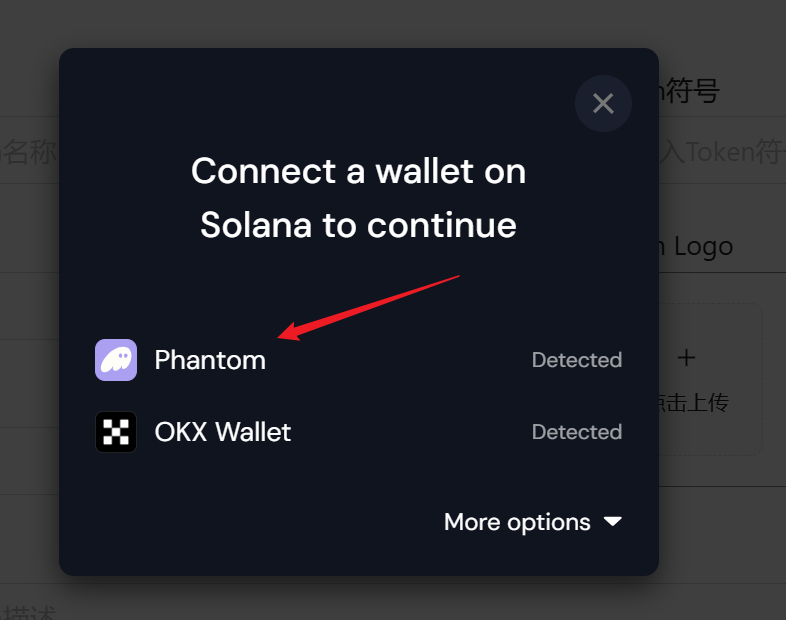 符号
Connect a wallet on
Solana to continue
名称
入Token符
Logo
Phantom
Detected
点击上传
OKX Wallet
Detected
More options
描述